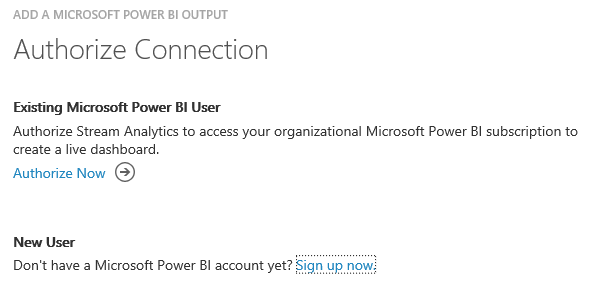 ADD A MICROSOFT POWER BI OUTPUT
Authorize Connection
Existing Microsoft Power BI User
Authorize Stream Analytics to access your organizational Microsoft Power BI subscription to
create a live dashboard.
Authorize Now
New User
Don't have a Microsoft Power BI account yet? Sign up now.